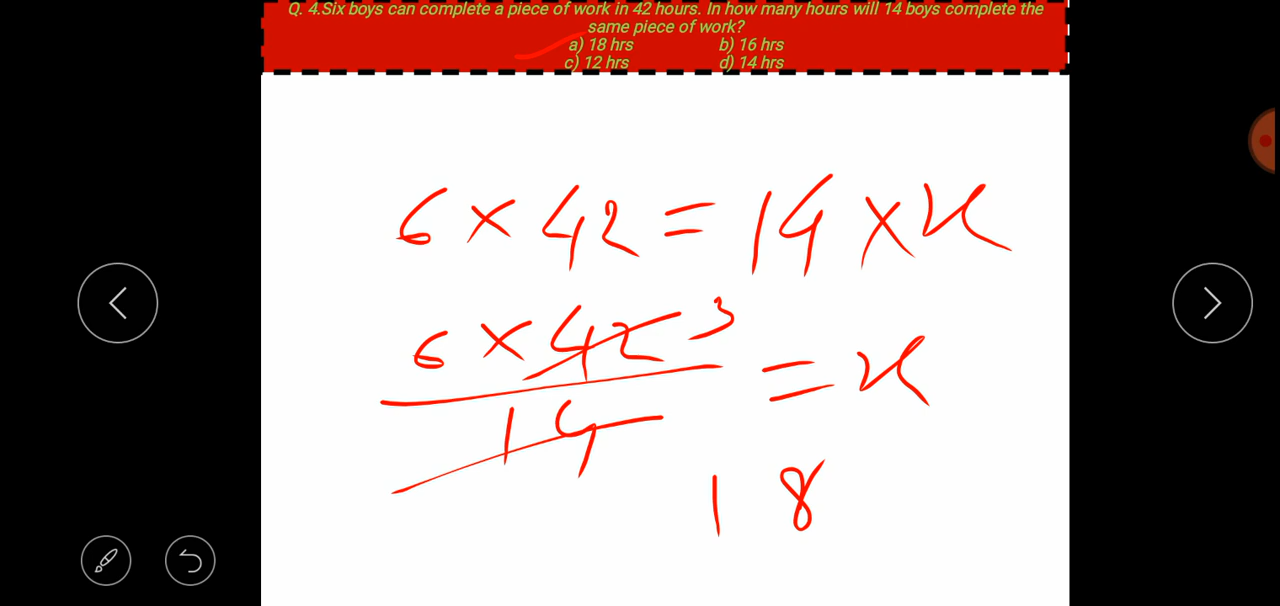 Q. 4.Six boys can complete a piece of work in 42 hours. In how many hours will 14 boys complete the
same piece of work?
a) 18 hrs b) 16 hrs
c) 12 hrs d) 14 hrs
6 × 42 = 14 × x
6 × 42 3
14
= x
18